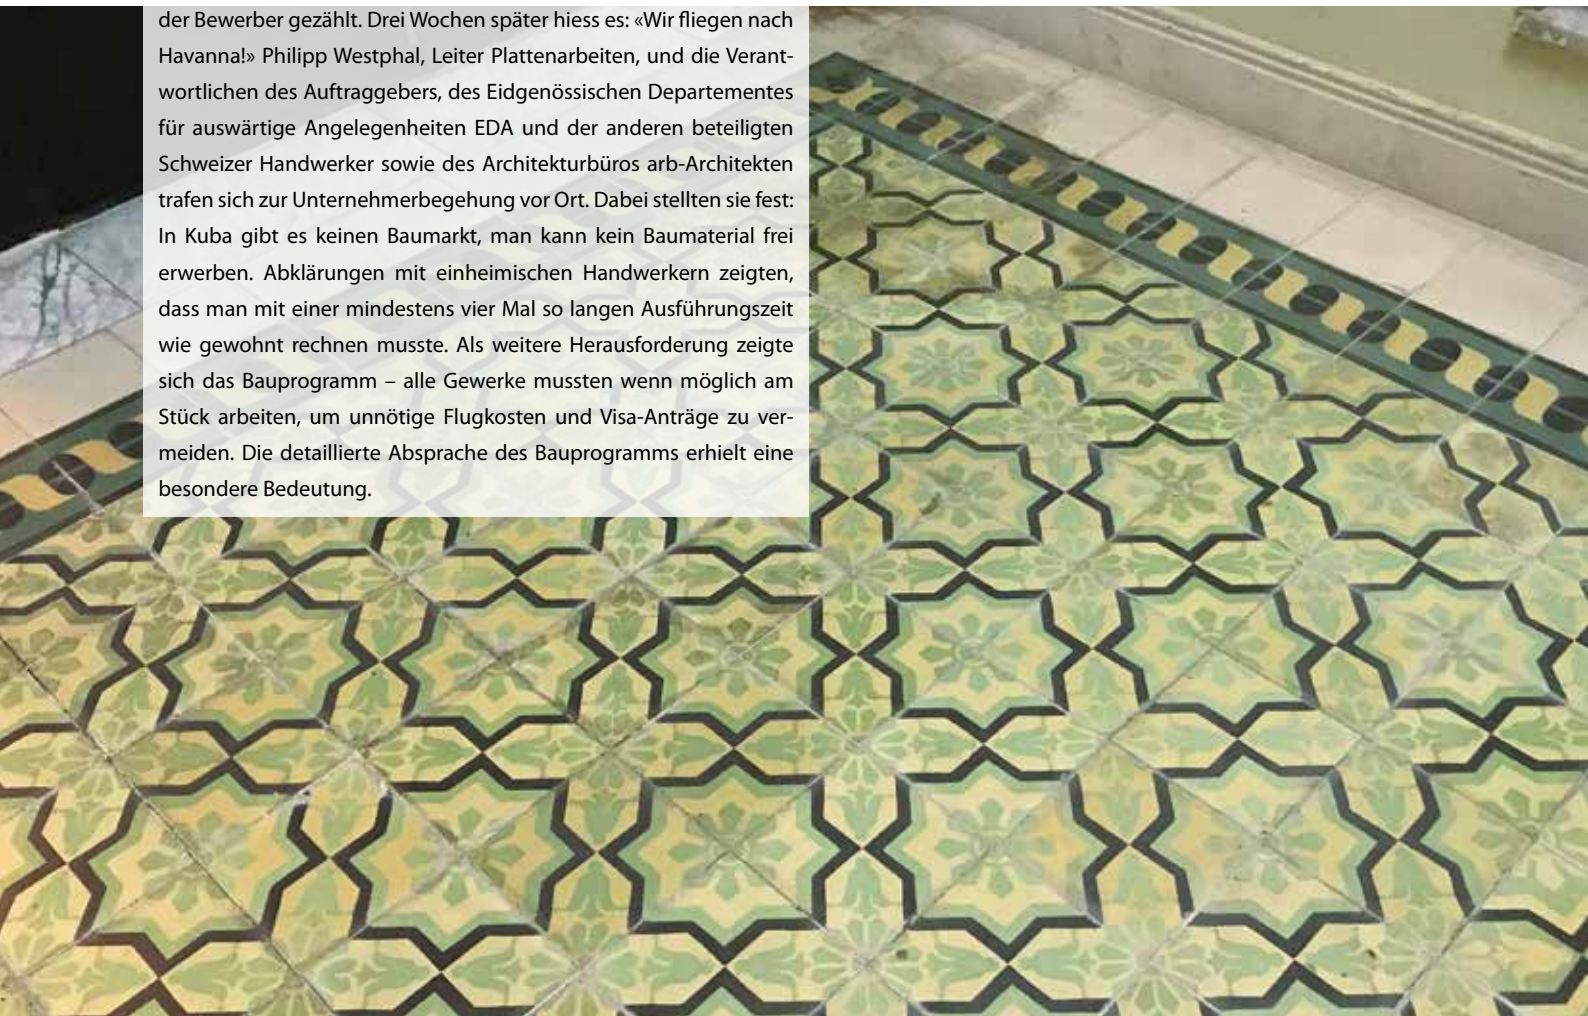 der Bewerber gezählt. Drei Wochen später hiess es: «Wir fliegen nach
Havanna!» Philipp Westphal, Leiter Plattenarbeiten, und die Verant-
wortlichen des Auftraggebers, des Eidgenössischen Departementes
für auswärtige Angelegenheiten EDA und der anderen beteiligten
Schweizer Handwerker sowie des Architekturbüros arb-Architekten
trafen sich zur Unternehmerbegehung vor Ort. Dabei stellten sie fest:
In Kuba gibt es keinen Baumarkt, man kann kein Baumaterial frei
erwerben. Abklärungen mit einheimischen Handwerkern zeigten,
dass man mit einer mindestens vier Mal so langen Ausführungszeit
wie gewohnt rechnen musste. Als weitere Herausforderung zeigte
sich das Bauprogramm – alle Gewerke mussten wenn möglich am
Stück arbeiten, um unnötige Flugkosten und Visa-Anträge zu ver-
meiden. Die detaillierte Absprache des Bauprogramms erhielt eine
besondere Bedeutung.